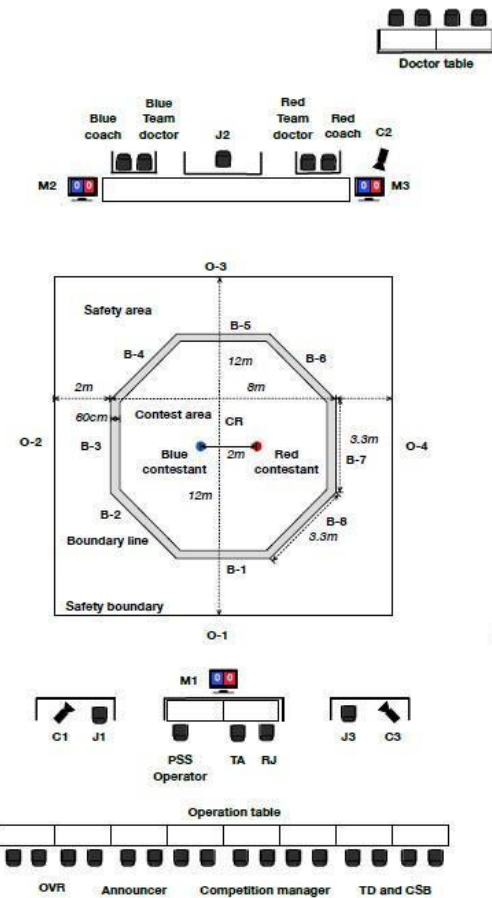 Doctor table
Blue coach
Blue Team doctor
J2
Red Team doctor
Red coach
C2
M2
0 0
0 0
M3
O-3
Safety area
B-5
B-4
B-6
12m
2m
8m
60cm
Contest area
CR
O-2
B-3
Blue contestant
2m
Red contestant
3.3m
B-7
O-4
12m
B-2
B-8
3.3m
Boundary line
B-1
Safety boundary
O-1
M1
0 0
C1
J1
J3
C3
PSS Operator
TA
RJ
Operation table
OVR
Announcer
Competition manager
TD and CSB